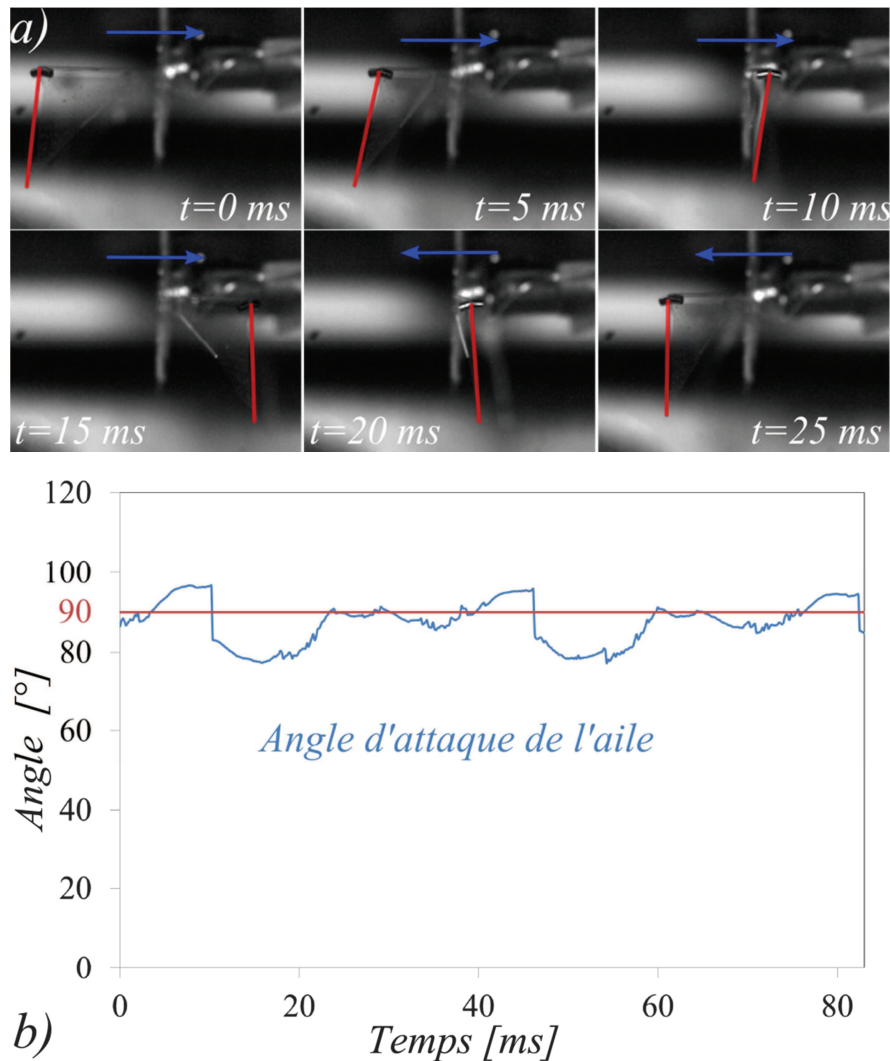 a)
t=0 ms
t=5 ms
t=10 ms
t=15 ms
t=20 ms
t=25 ms
120
100
90
80
60
40
20
0
Angle [°]
Angle d'attaque de l'aile
0
20
40
60
80
Temps [ms]
b)